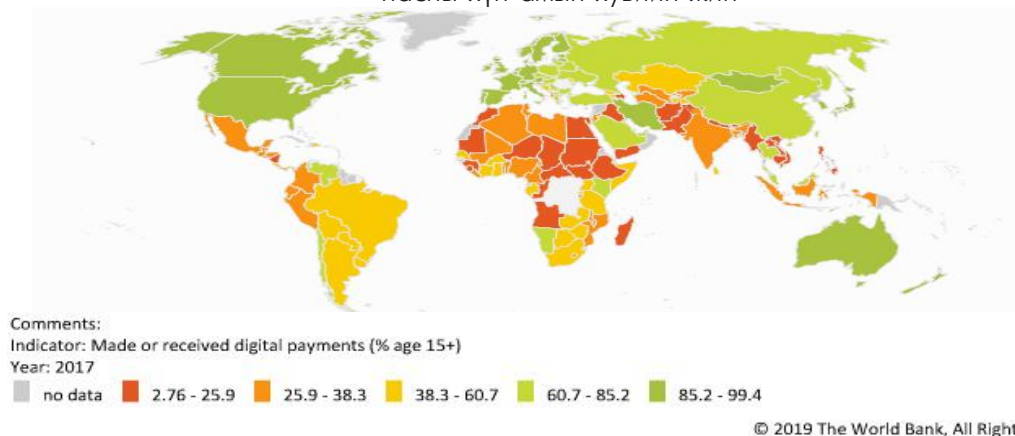 Comments:
Indicator: Made or received digital payments (% age 15+)
Year: 2017
no data 2.76 - 25.9 25.9 - 38.3 38.3 - 60.7 60.7 - 85.2 85.2 - 99.4
© 2019 The World Bank, All Right